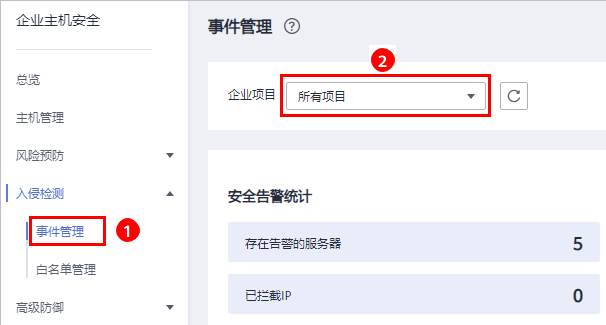 企业主机安全
总览
主机管理
风险预防
入侵检测
事件管理
1
白名单管理
高级防御
事件管理 ?
2
企业项目 所有项目
安全告警统计
存在告警的服务器 5
已拦截IP 0